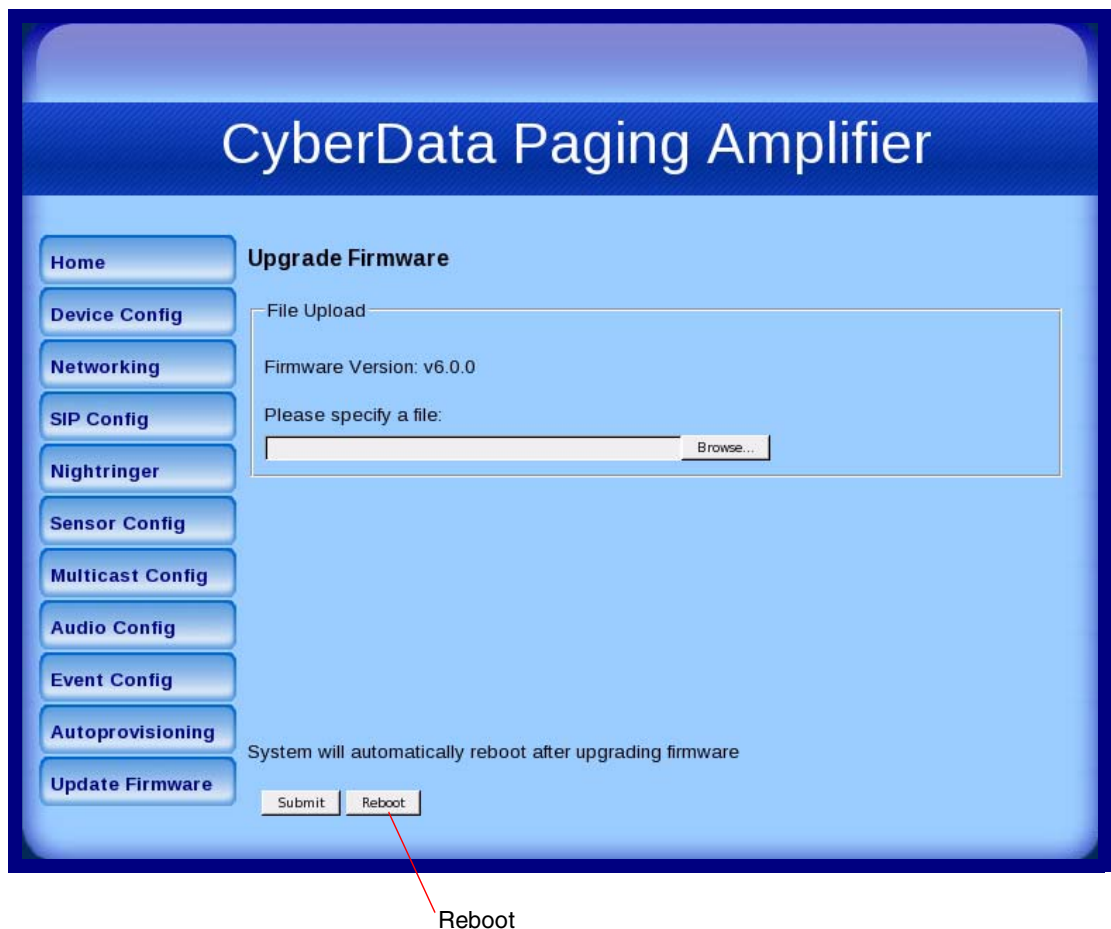 CyberData Paging Amplifier
Home
Device Config
Networking
SIP Config
Nightringer
Sensor Config
Multicast Config
Audio Config
Event Config
Autoprovisioning
Update Firmware
Upgrade Firmware
File Upload
Firmware Version: v6.0.0
Please specify a file:
Browse...
System will automatically reboot after upgrading firmware
Submit Reboot
Reboot